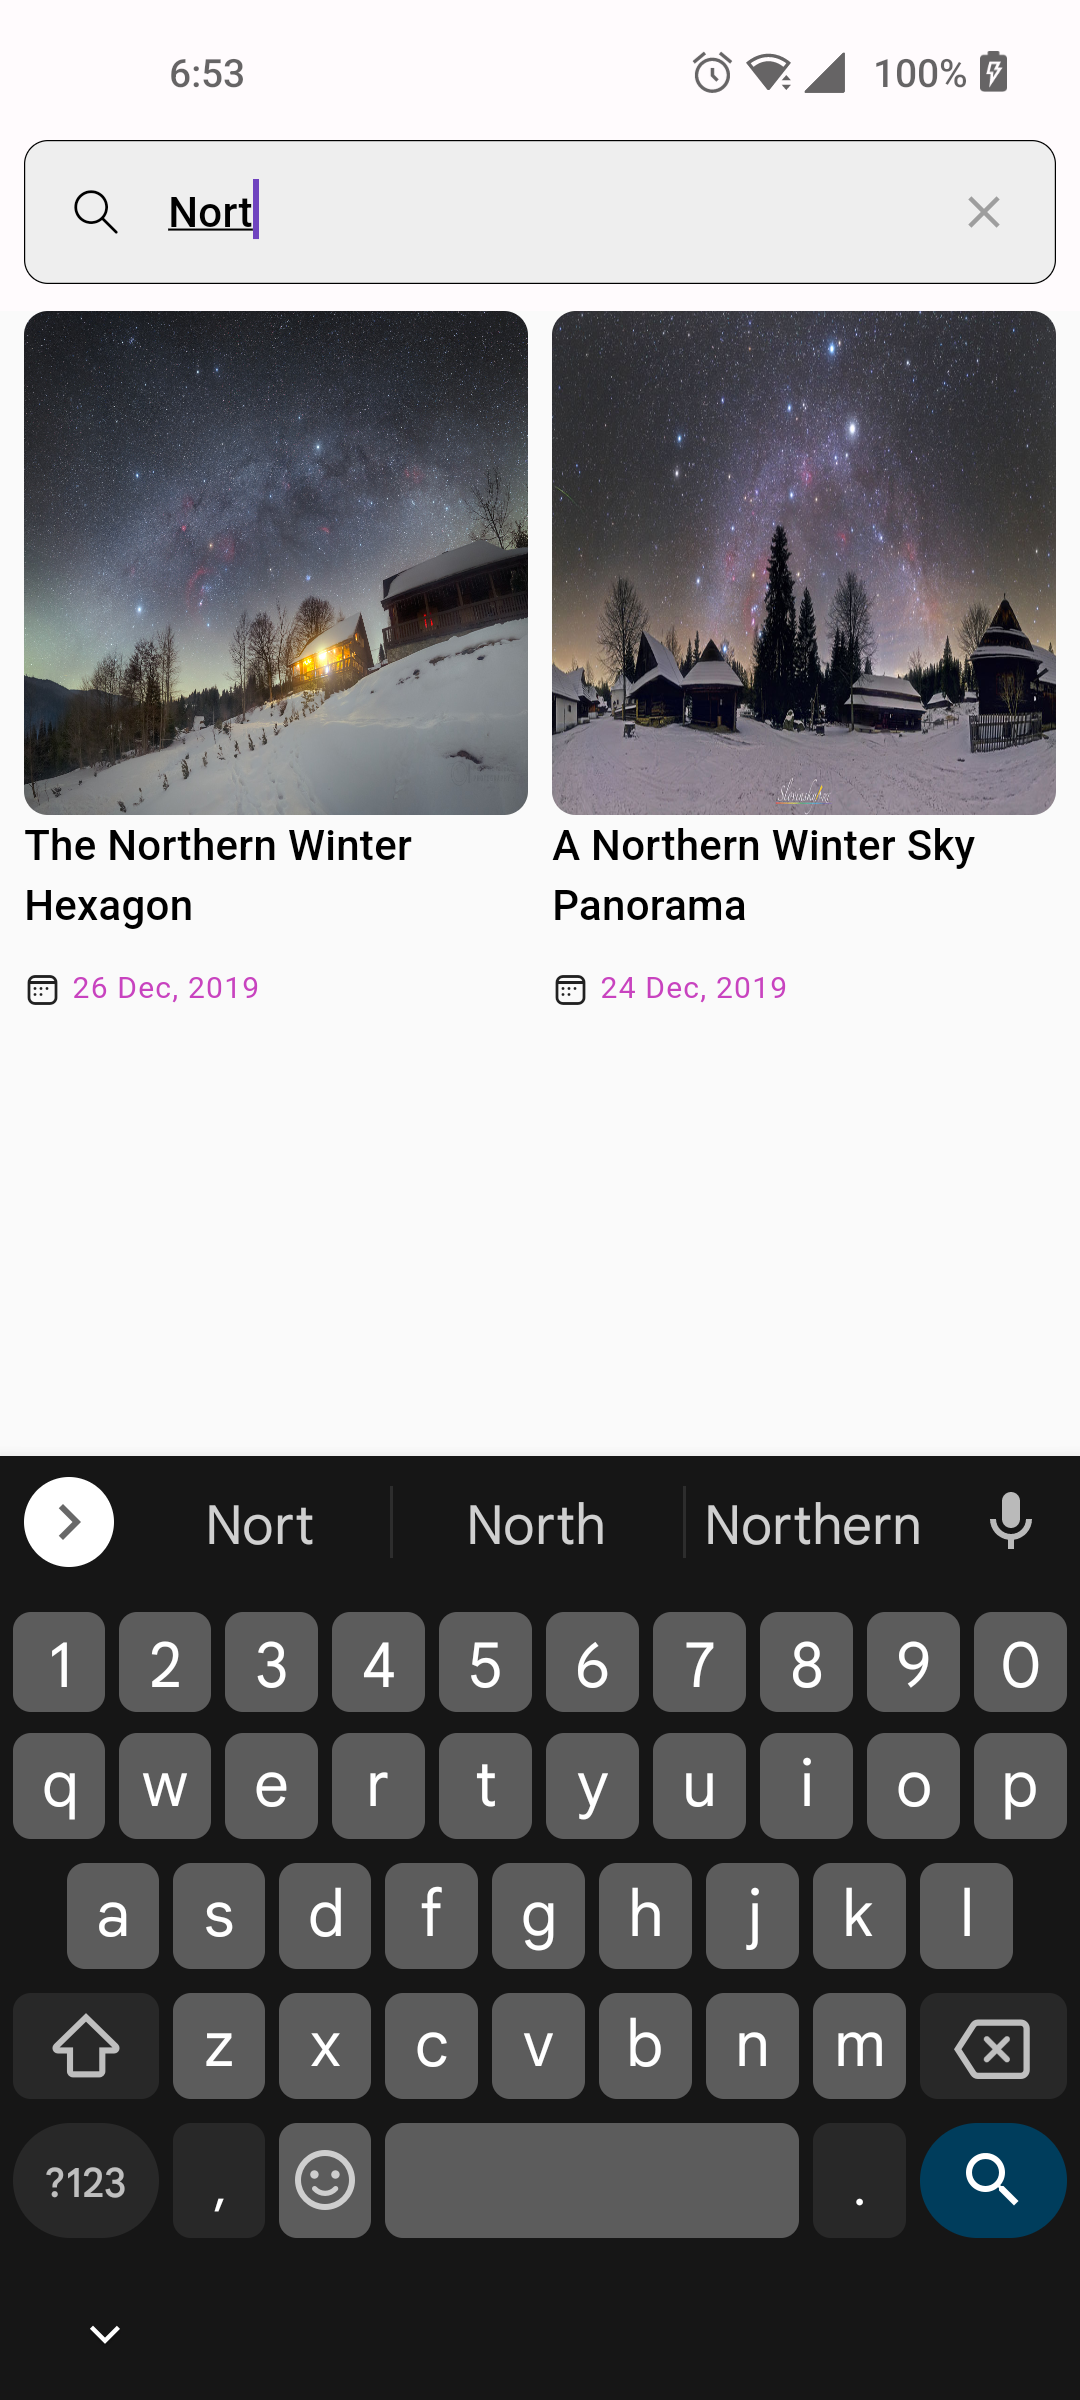 6:53
100%
Nort
The Northern Winter
Hexagon
26 Dec, 2019
A Northern Winter Sky
Panorama
24 Dec, 2019
Nort
North
Northern
1 2 3 4 5 6 7 8 9 0
q w e r t y u i o p
a s d f g h j k l
z x c v b n m
?123 , .